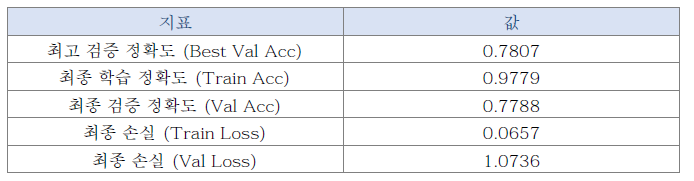 지표 값
최고 검증 정확도 (Best Val Acc) 0.7807
최종 학습 정확도 (Train Acc) 0.9779
최종 검증 정확도 (Val Acc) 0.7788
최종 손실 (Train Loss) 0.0657
최종 손실 (Val Loss) 1.0736